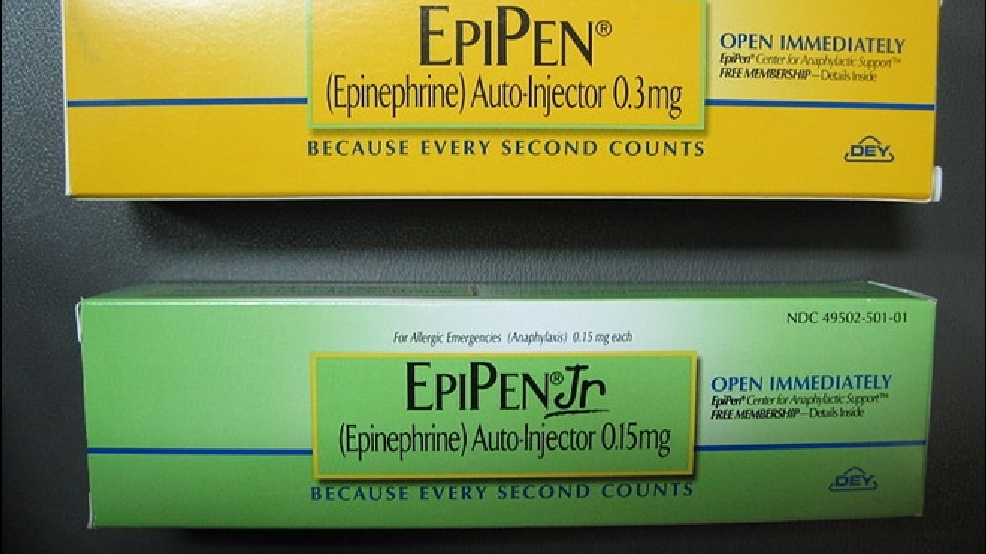 EPIPEN®
(Epinephrine) Auto-Injector 0.3mg
BECAUSE EVERY SECOND COUNTS
OPEN IMMEDIATELY
EpiPen® Center for Anaphylactic Support™
FREE MEMBERSHIP – Details Inside
DEY
NDC 49502-501-01
For Allergic Emergencies (Anaphylaxis) 0.15 mg each
EPIPEN® Jr
(Epinephrine) Auto-Injector 0.15mg
BECAUSE EVERY SECOND COUNTS
OPEN IMMEDIATELY
EpiPen® Center for Anaphylactic Support™
FREE MEMBERSHIP – Details Inside
DEY